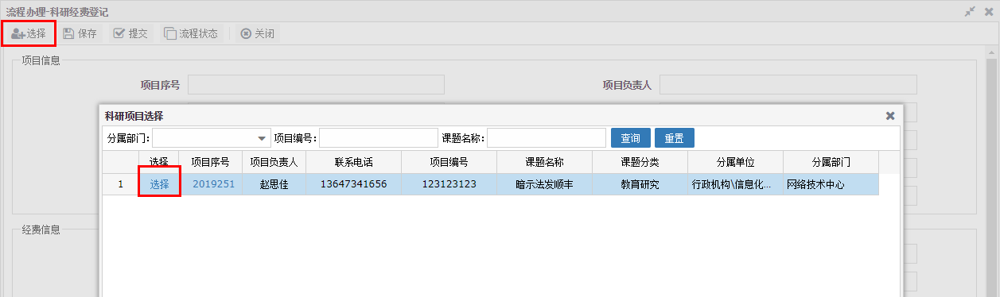 流程办理-科研经费登记
选择 保存 提交 流程状态 关闭
项目信息
项目序号 项目负责人
科研项目选择
分属部门: 项目编号: 课题名称: 查询 重置
选择 项目序号 项目负责人 联系电话 项目编号 课题名称 课题分类 分属单位 分属部门
1 选择 2019251 赵思佳 13647341656 123123123 暗示法发顺丰 教育研究 行政机构\信息化... 网络技术中心
经费信息